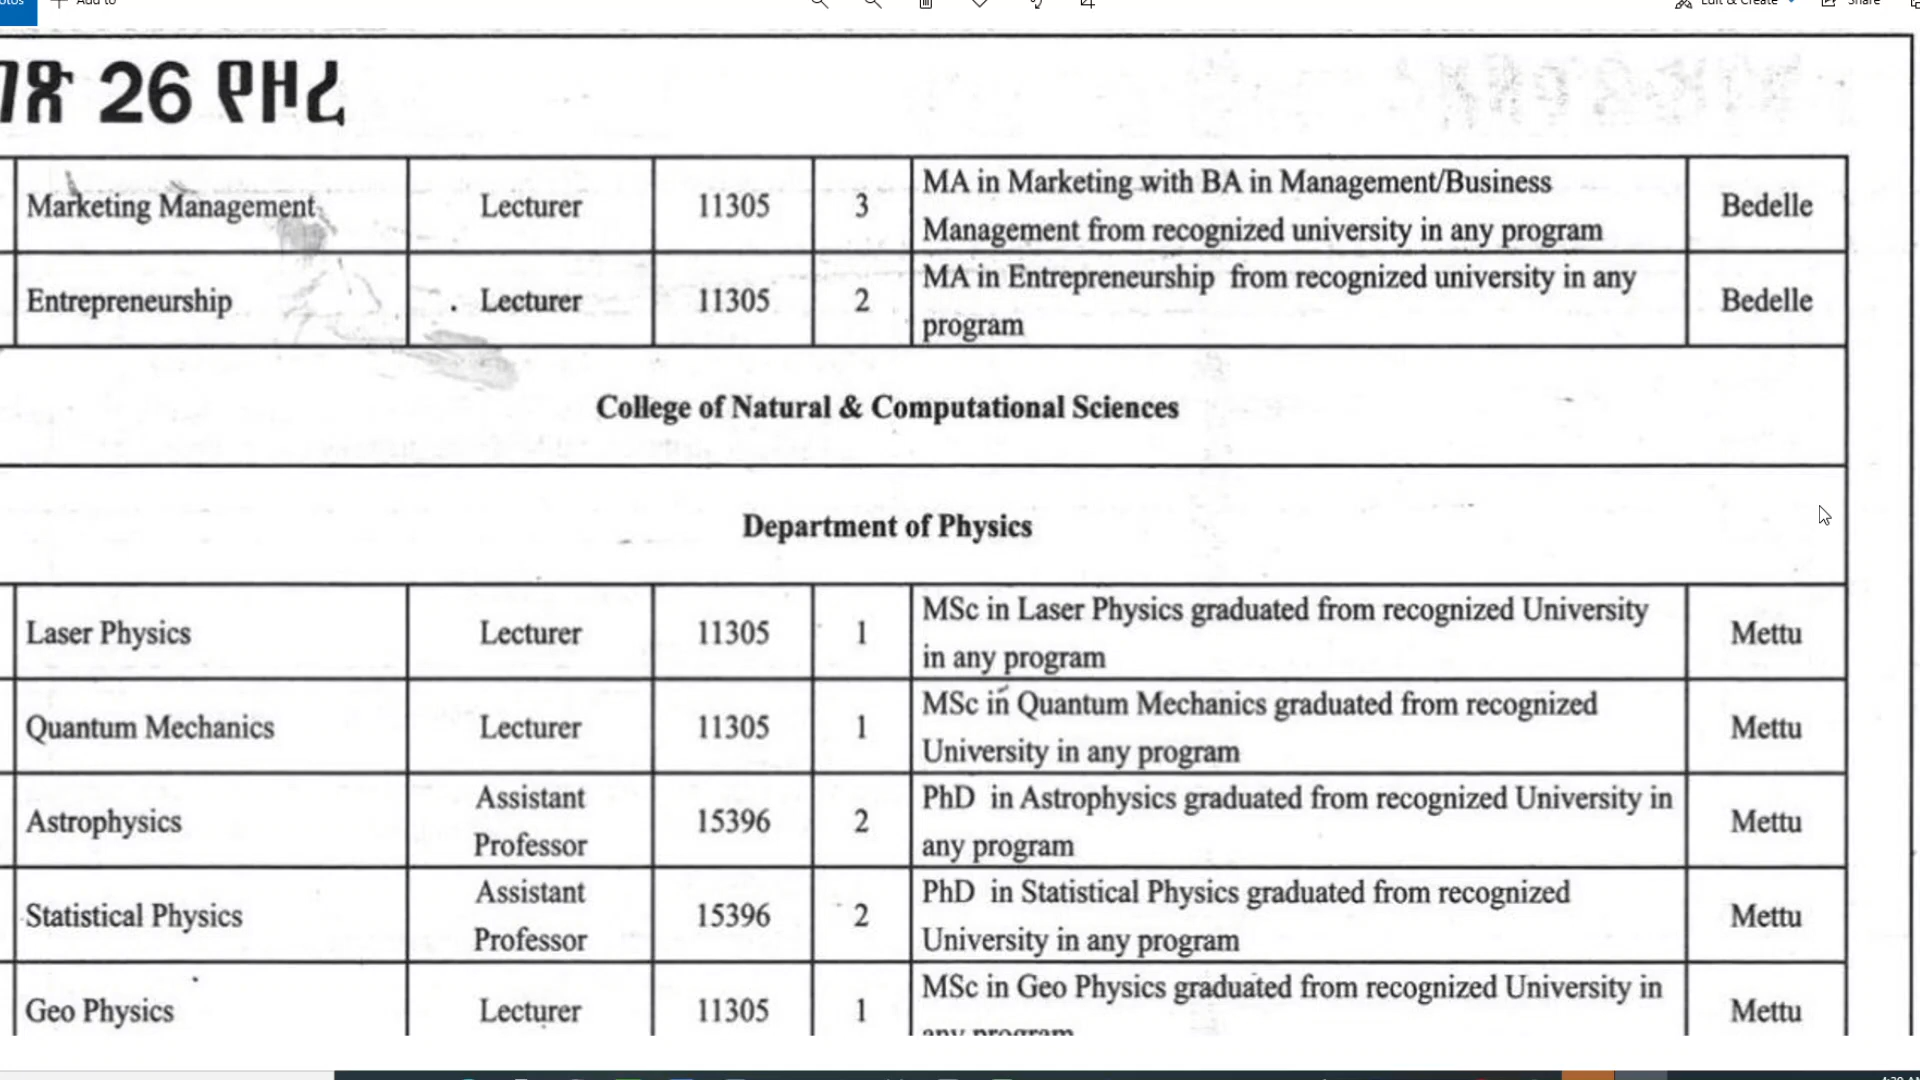 26 የዞረ
Marketing Management Lecturer 11305 3 MA in Marketing with BA in Management/Business Management from recognized university in any program Bedelle
Entrepreneurship Lecturer 11305 2 MA in Entrepreneurship from recognized university in any program Bedelle
College of Natural & Computational Sciences
Department of Physics
Laser Physics Lecturer 11305 1 MSc in Laser Physics graduated from recognized University in any program Mettu
Quantum Mechanics Lecturer 11305 1 MSc in Quantum Mechanics graduated from recognized University in any program Mettu
Astrophysics Assistant Professor 15396 2 PhD in Astrophysics graduated from recognized University in any program Mettu
Statistical Physics Assistant Professor 15396 2 PhD in Statistical Physics graduated from recognized University in any program Mettu
Geo Physics Lecturer 11305 1 MSc in Geo Physics graduated from recognized University in any program Mettu